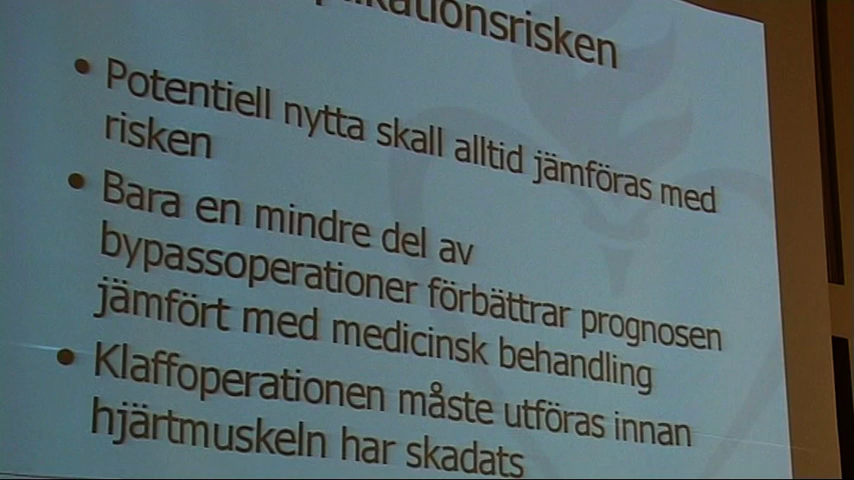 • Potentiell nytta skall alltid jämföras med
risken
• Bara en mindre del av
bypassoperationer förbättrar prognosen
jämfört med medicinsk behandling
• Klaffoperationen måste utföras innan
hjärtmuskeln har skadats